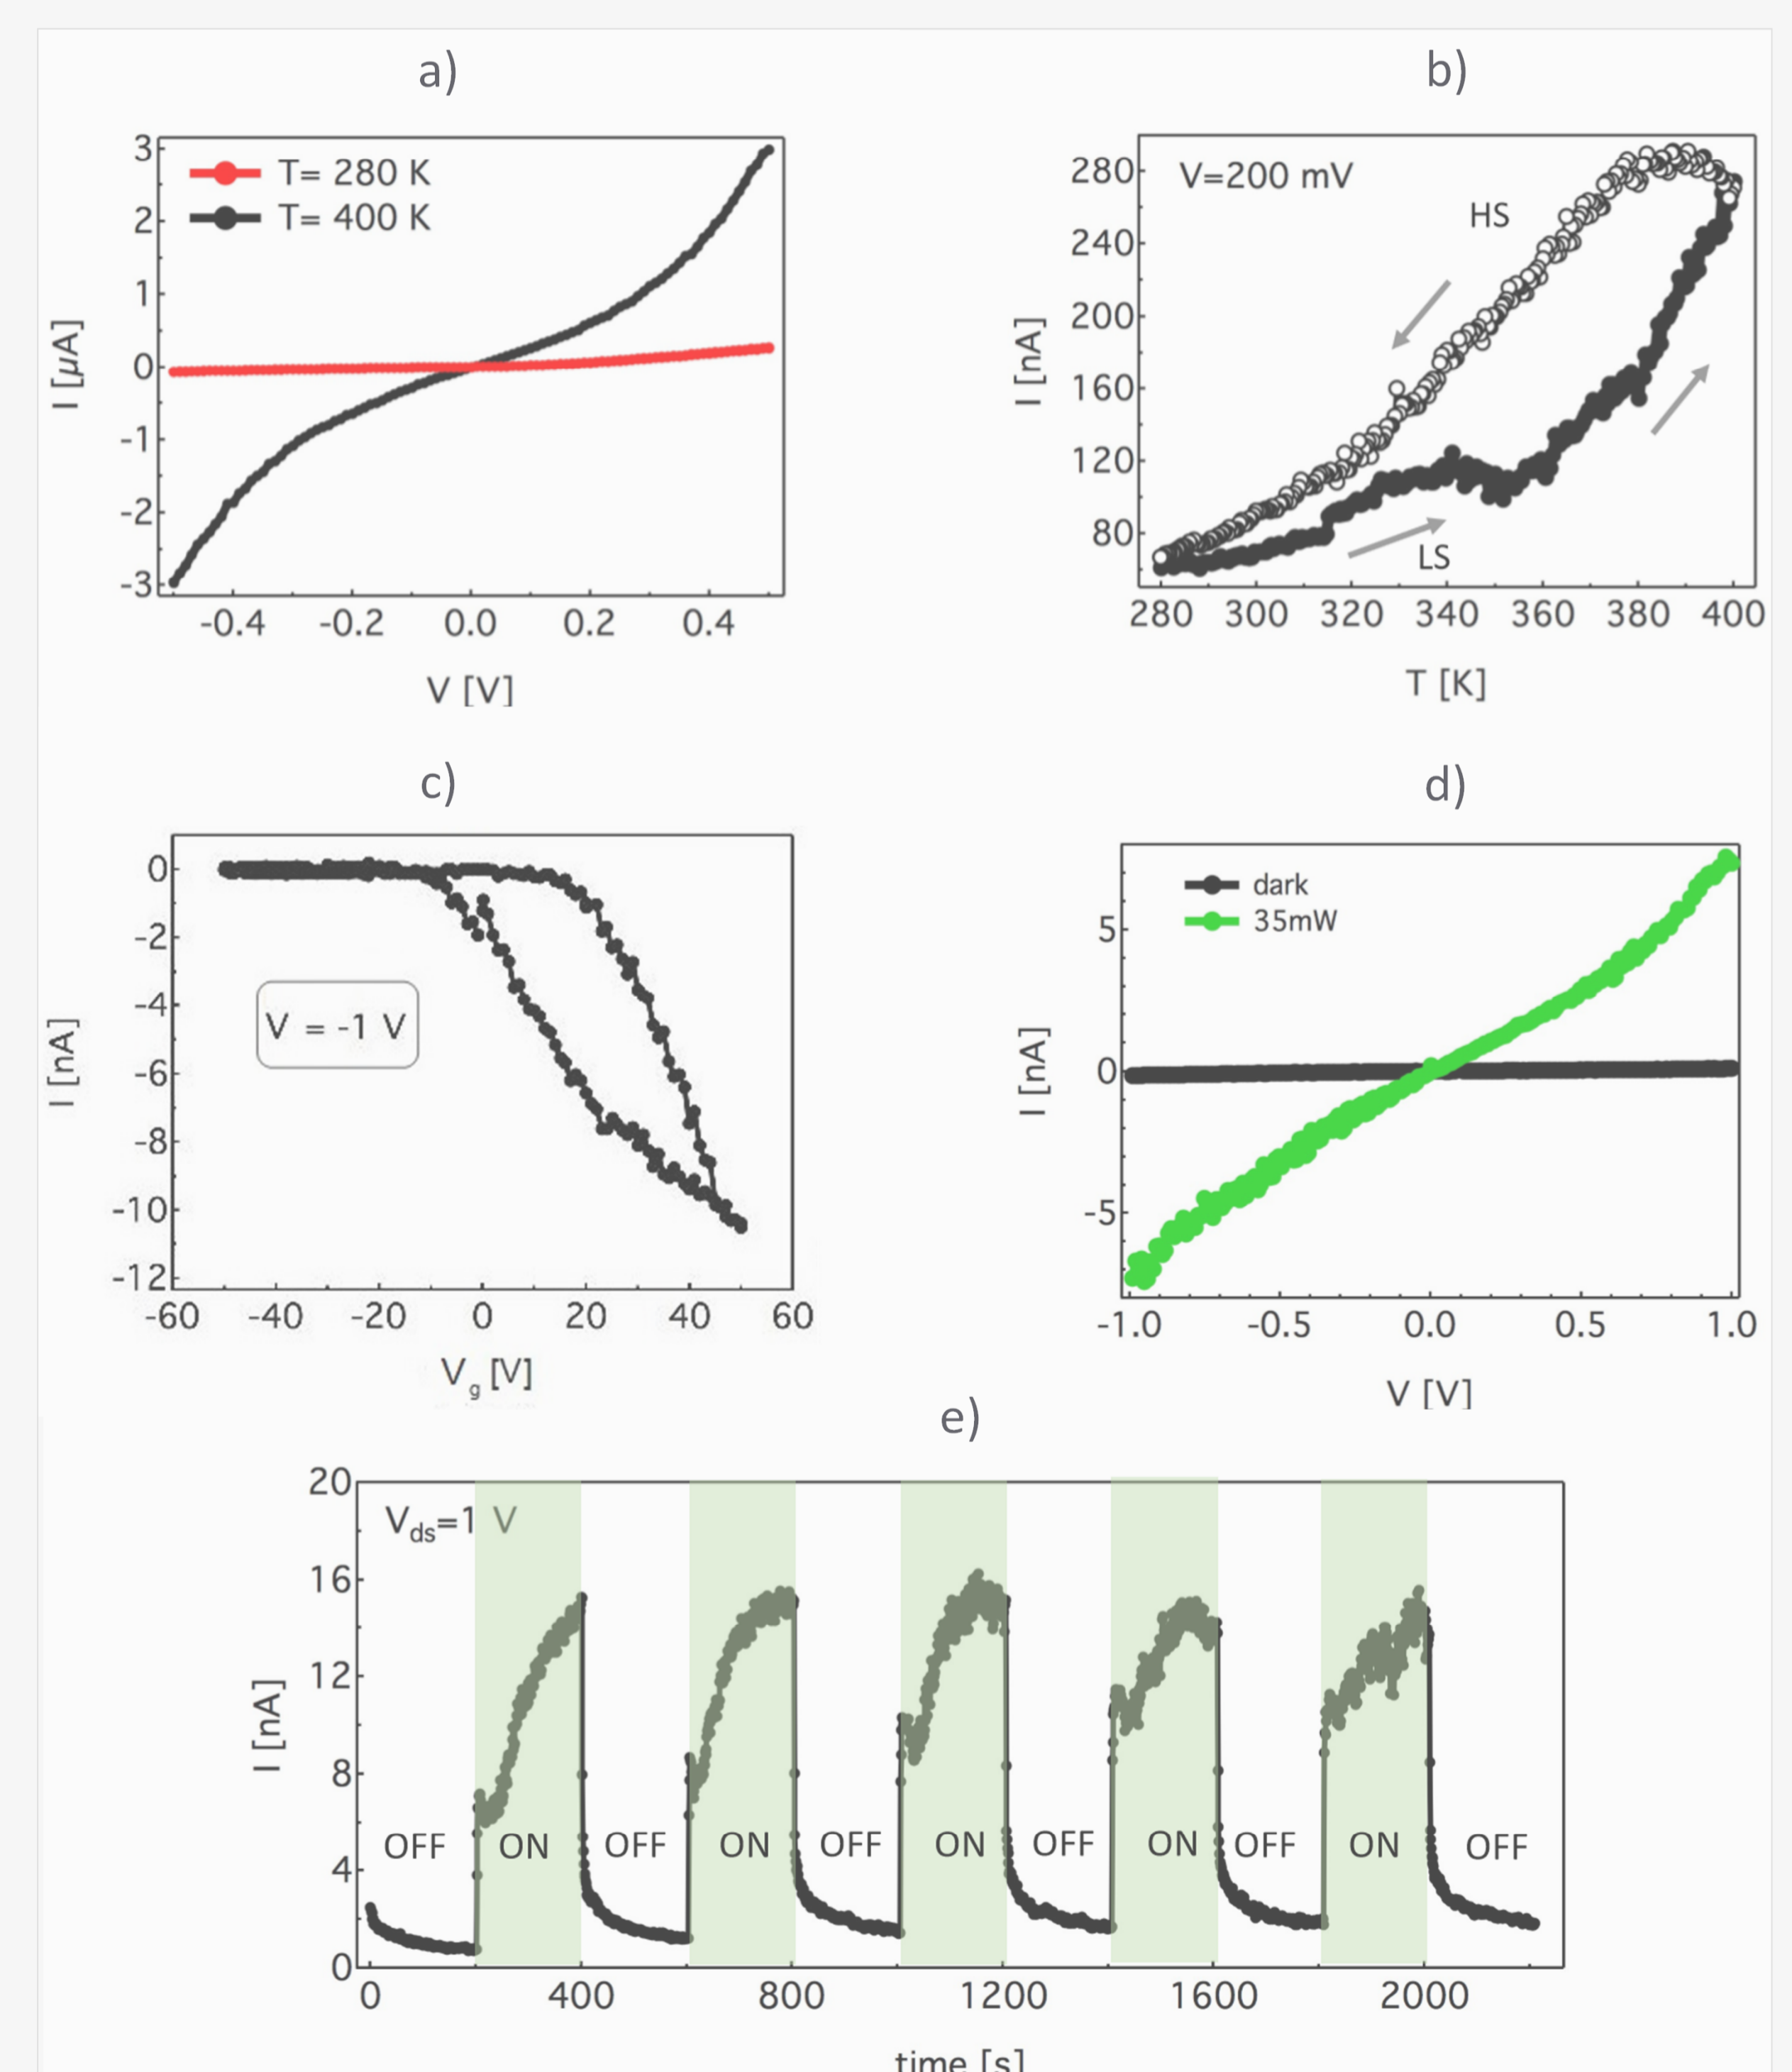 a)
3
2
1
0
-1
-2
-3
I [μA]
T= 280 K
T= 400 K
-0.4 -0.2 0.0 0.2 0.4
V [V]
b)
280
240
200
160
120
80
I [nA]
V=200 mV
HS
LS
280 300 320 340 360 380 400
T [K]
c)
0
-2
-4
-6
-8
-10
-12
I [nA]
V = -1 V
-60 -40 -20 0 20 40 60
Vg [V]
d)
5
0
-5
I [nA]
dark
35mW
-1.0 -0.5 0.0 0.5 1.0
V [V]
e)
20
16
12
8
4
0
I [nA]
Vds=1 V
OFF ON OFF ON OFF ON OFF ON OFF ON OFF
0 400 800 1200 1600 2000
time [s]